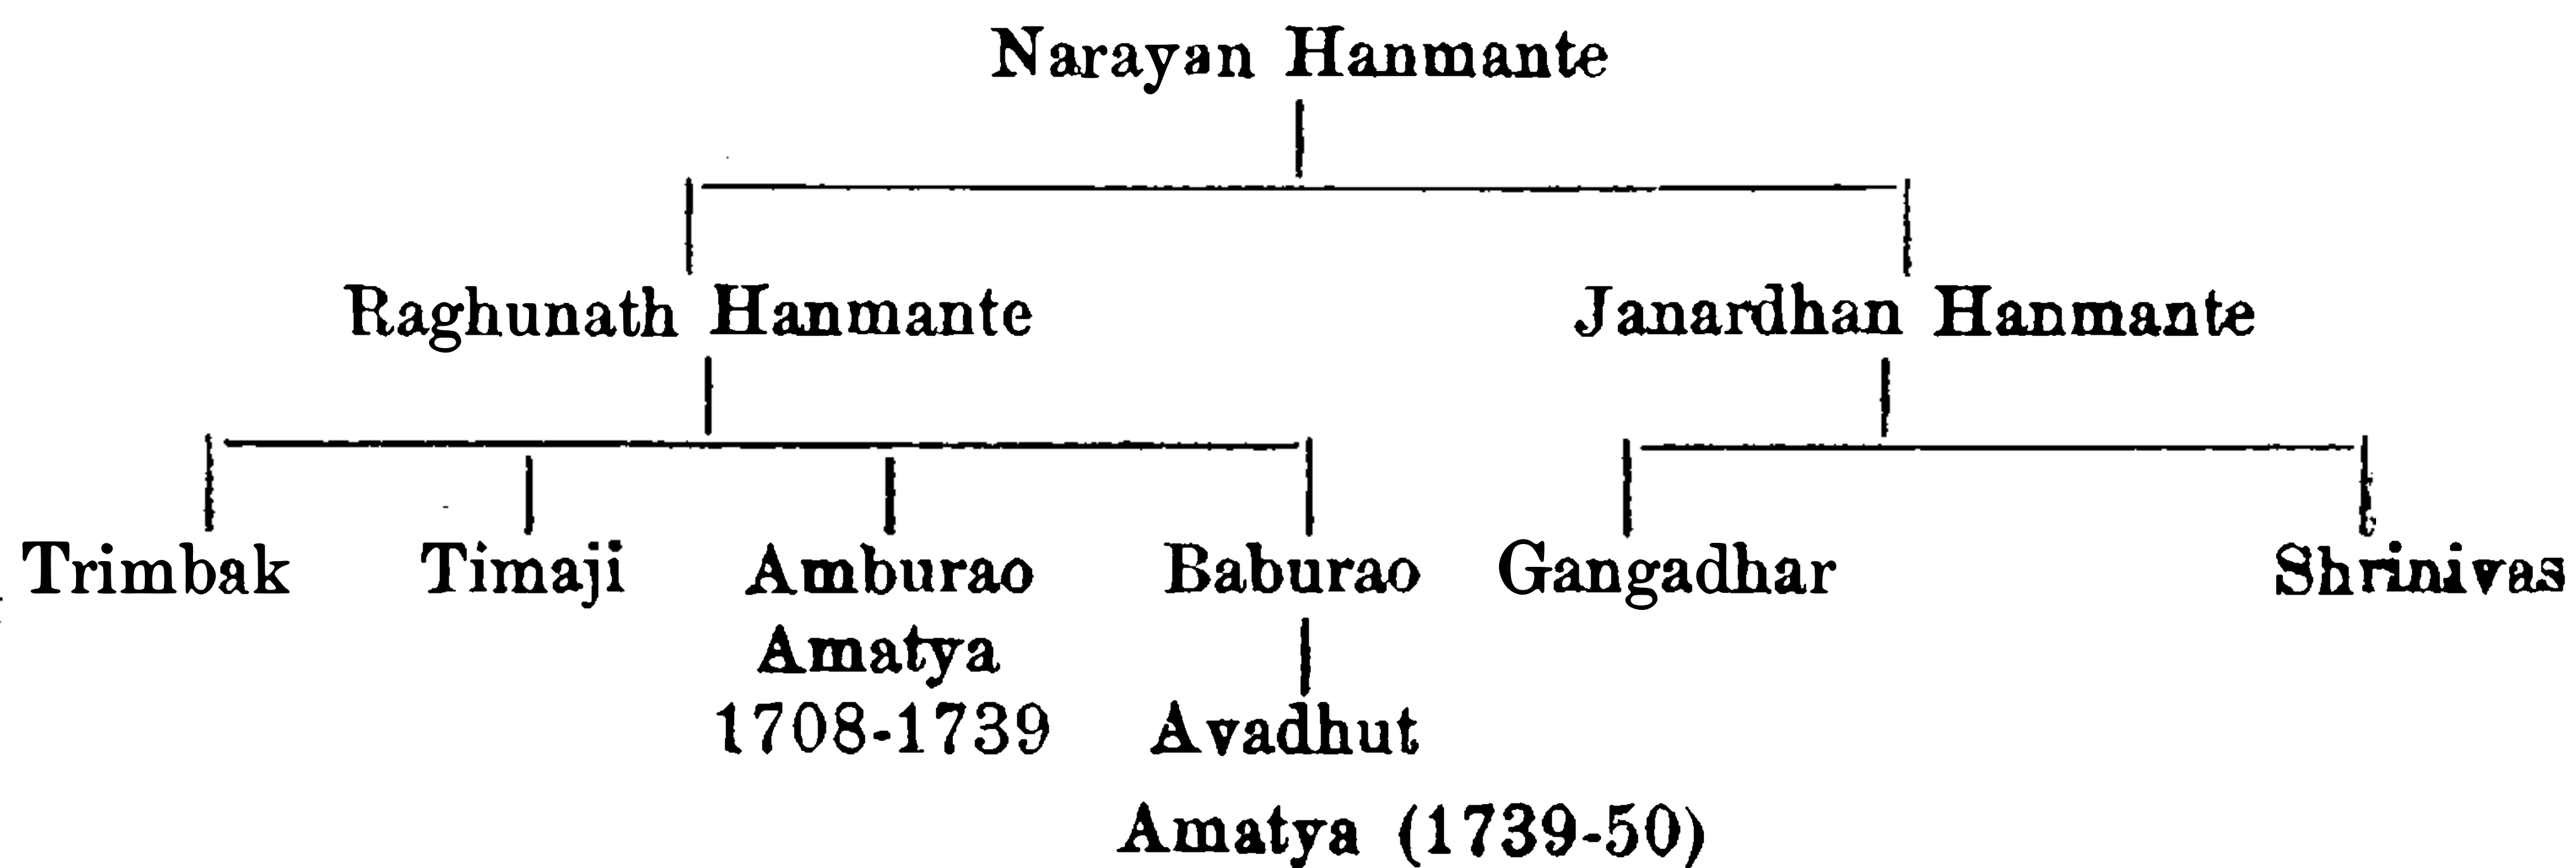 Narayan Hanmante
Raghunath Hanmante Janardhan Hanmante
Trimbak Timaji Amburao Baburao Gangadhar Shrinivas
Amatya
1708-1739 Avadhut
Amatya (1739-50)